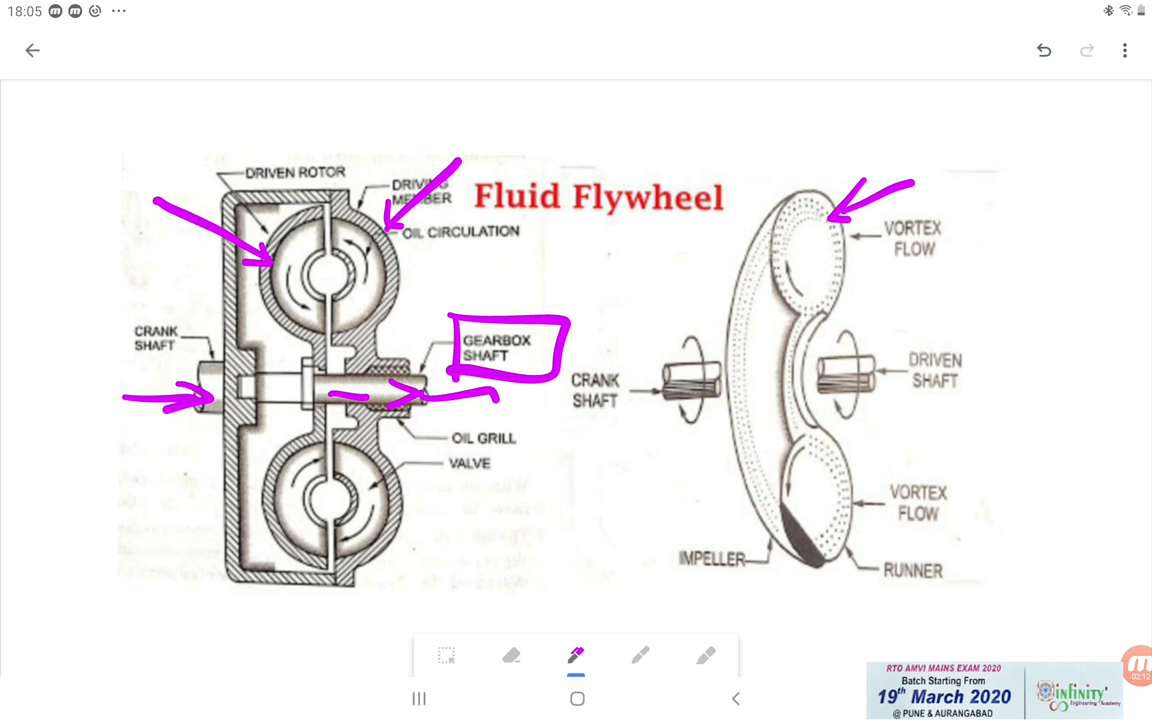 18:05
Fluid Flywheel
DRIVEN ROTOR
DRIVING
MEMBER
OIL CIRCULATION
CRANK
SHAFT
GEARBOX
SHAFT
OIL GRILL
VALVE
VORTEX
FLOW
CRANK
SHAFT
DRIVEN
SHAFT
VORTEX
FLOW
IMPELLER
RUNNER
02:12
RTO AMVI MAINS EXAM 2020
Batch Starting From
19th March 2020
@ PUNE & AURANGABAD
infinity
Engineering Academy